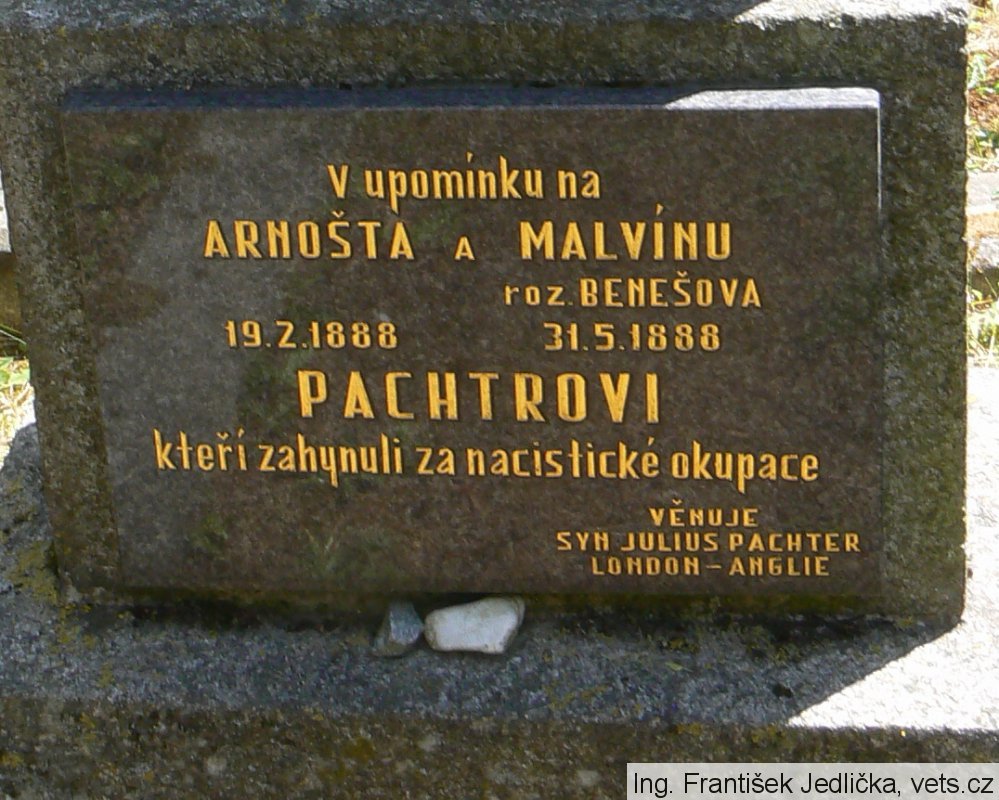 V upomínku na
ARNOŠTA A MALVÍNU
roz. BENEŠOVA
19.2.1888 31.5.1888
PACHTROVI
kteří zahynuli za nacistické okupace
VĚNUJE
SYN JULIUS PACHTER
LONDON – ANGLIE
Ing. František Jedlička, vets.cz